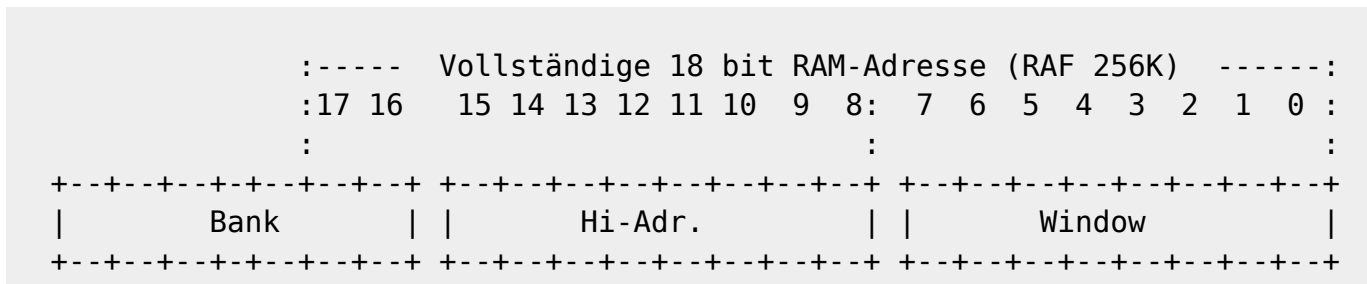 :-----  Vollständige 18 bit RAM-Adresse (RAF 256K)  ------:
:17 16   15 14 13 12 11 10  9  8:  7  6  5  4  3  2  1  0 :
:                               :                         :
+--+--+--+-+--+--+--+ +--+--+--+--+--+--+--+--+ +--+--+--+--+--+--+--+--+
|       Bank        | |       Hi-Adr.         | |       Window          |
+--+--+--+-+--+--+--+ +--+--+--+--+--+--+--+--+ +--+--+--+--+--+--+--+--+